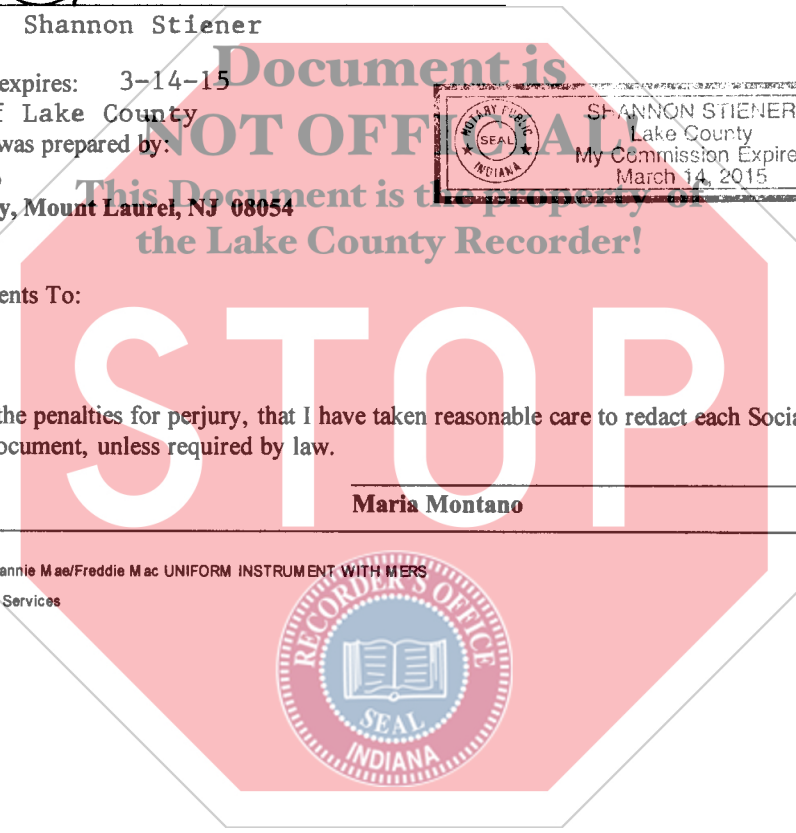 Shannon Stiener
expires: 3-14-15
f Lake County
was prepared by:
y, Mount Laurel, NJ 08054
SHANNON STIENER
Lake County
My Commission Expire
March 14, 2015
NOTARY PUBLIC
SEAL
INDIANA
Document is
NOT OFFICIAL!
This Document is the property of
the Lake County Recorder!
ents To:
STOP
the penalties for perjury, that I have taken reasonable care to redact each Socia
ocument, unless required by law.
Maria Montano
annie Mae/Freddie Mac UNIFORM INSTRUMENT WITH MERS
Services
RECORDER'S OFFICE
SEAL
INDIANA